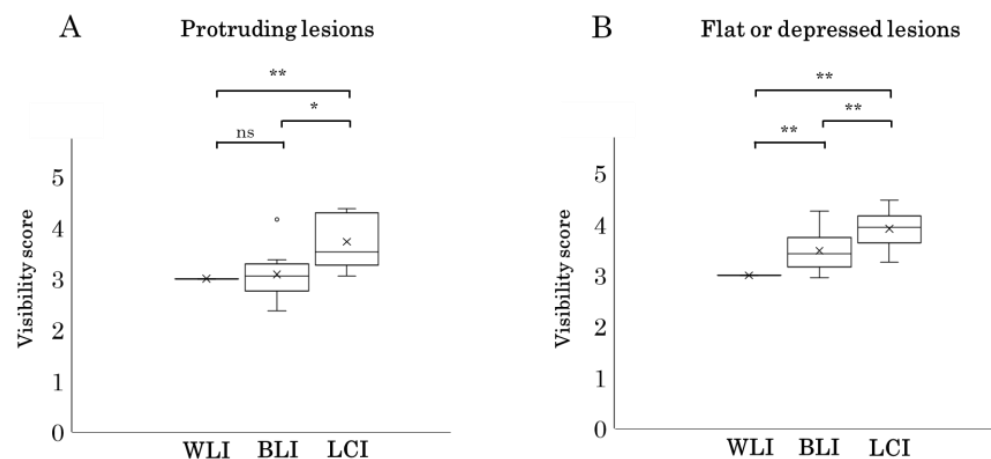 A Protruding lesions
**
*
ns
Visibility score
5
4
3
2
1
0
WLI BLI LCI
B Flat or depressed lesions
**
**
**
Visibility score
5
4
3
2
1
0
WLI BLI LCI